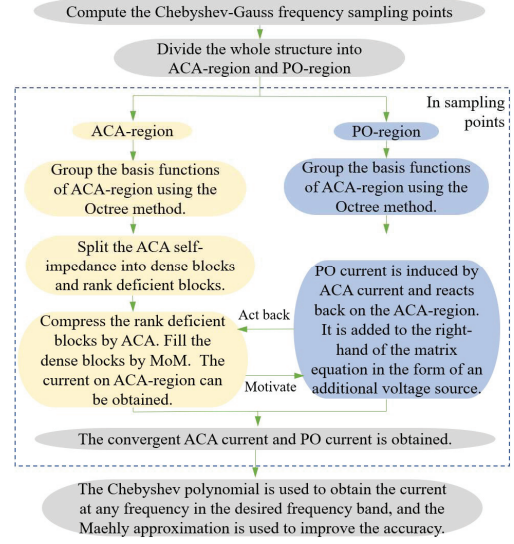 Compute the Chebyshev-Gauss frequency sampling points
Divide the whole structure into
ACA-region and PO-region
In sampling
points
ACA-region
PO-region
Group the basis functions
of ACA-region using the
Octree method.
Group the basis functions
of ACA-region using the
Octree method.
Split the ACA self-
impedance into dense blocks
and rank deficient blocks.
PO current is induced by
ACA current and reacts
back on the ACA-region.
It is added to the right-
hand of the matrix
equation in the form of an
additional voltage source.
Act back
Compress the rank deficient
blocks by ACA. Fill the
dense blocks by MoM. The
current on ACA-region can
be obtained.
Motivate
The convergent ACA current and PO current is obtained.
The Chebyshev polynomial is used to obtain the current
at any frequency in the desired frequency band, and the
Maehly approximation is used to improve the accuracy.